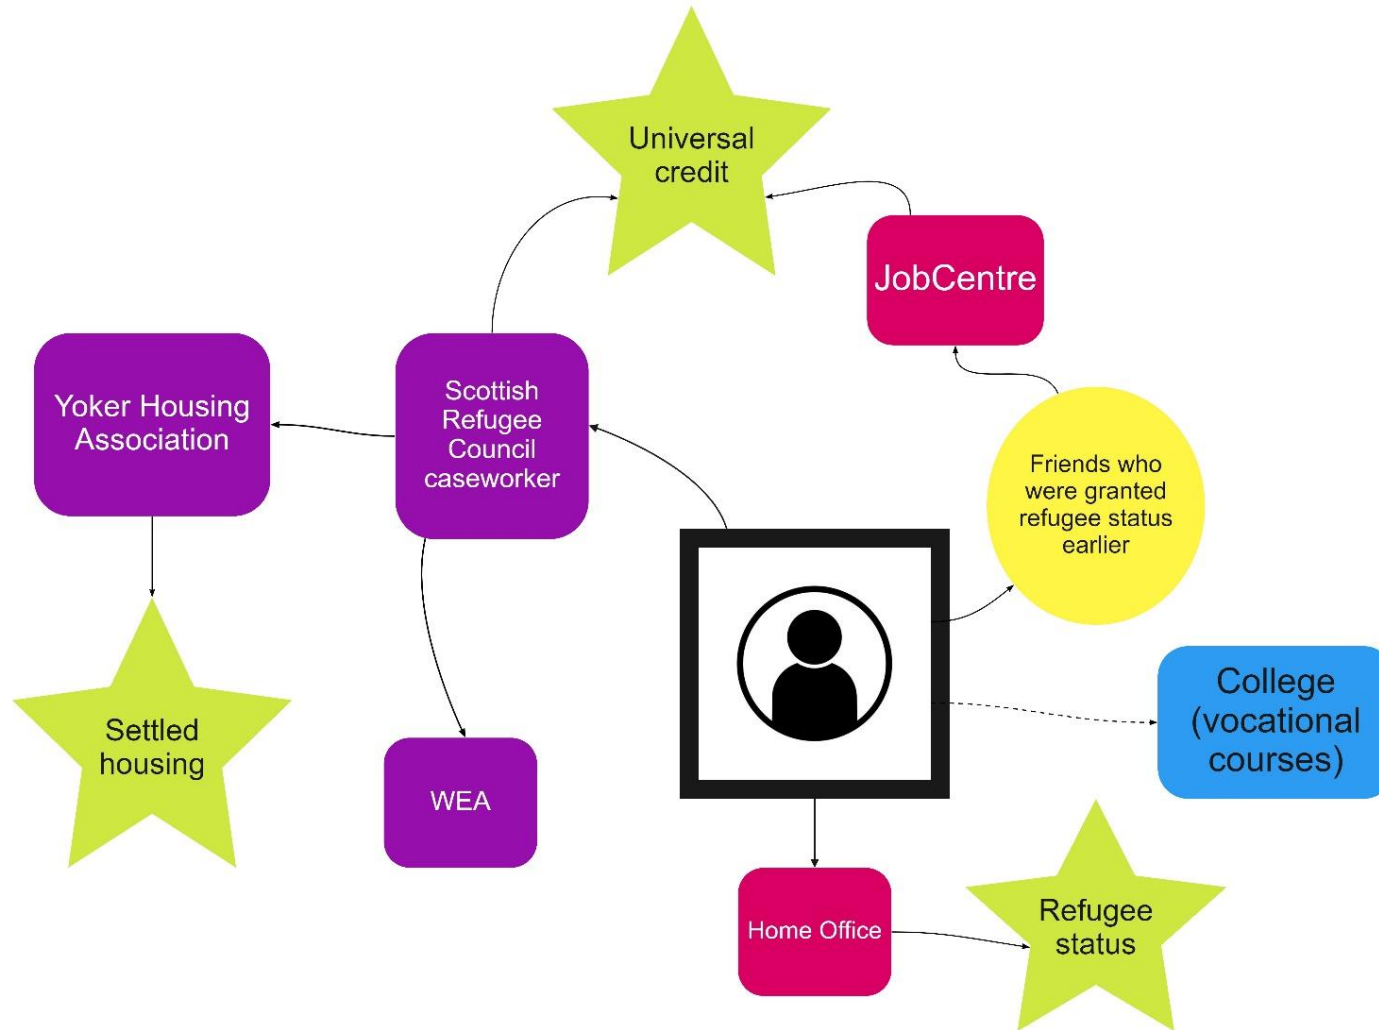 Universal
credit
JobCentre
Yoker Housing
Association
Scottish
Refugee
Council
caseworker
Friends who
were granted
refugee status
earlier
College
(vocational
courses)
Settled
housing
WEA
Home Office
Refugee
status